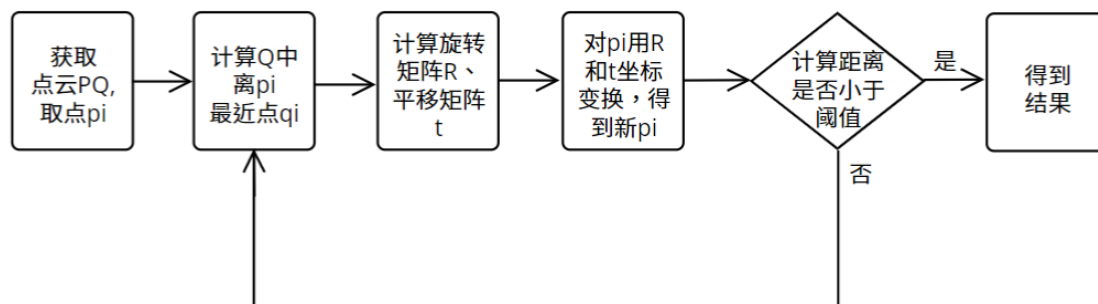 获取
点云PQ,
取点pi
计算Q中
离pi
最近点qi
计算旋转
矩阵R、
平移矩阵
t
对pi用R
和t坐标
变换，得
到新pi
计算距离
是否小于
阈值
是
否
得到
结果